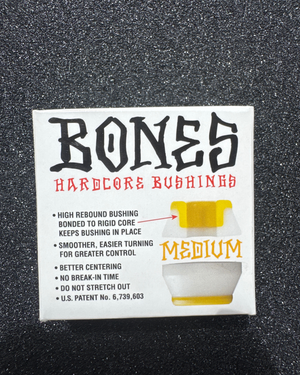 BONES
HARDCORE BUSHINGS
• HIGH REBOUND BUSHING
BONDED TO RIGID CORE
KEEPS BUSHING IN PLACE
• SMOOTHER, EASIER TURNING
FOR GREATER CONTROL
MEDIUM
• BETTER CENTERING
• NO BREAK-IN TIME
• DO NOT STRETCH OUT
• U.S. PATENT No. 6,739,603